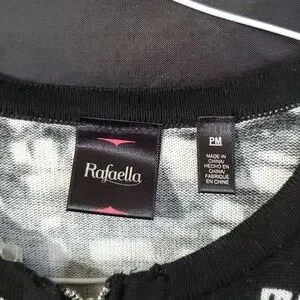 Rafaella
PM
MADE IN
CHINA/
HECHO EN
CHINA/
FABRIQUÉ
EN CHINE